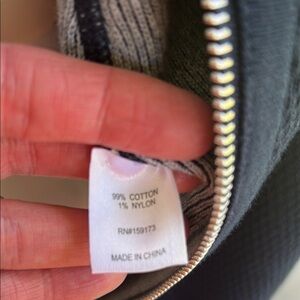 99% COTTON
1% NYLON
RN#159173
MADE IN CHINA